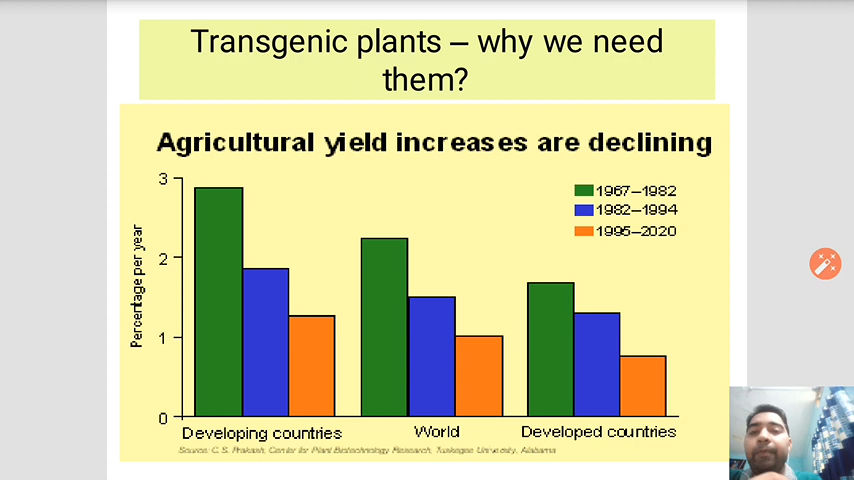 Transgenic plants – why we need
them?
Agricultural yield increases are declining
3
2
1
0
Percentage per year
1967–1982
1982–1994
1995–2020
Developing countries
World
Developed countries
Source: C. S. Prakash, Center for Plant Biotechnology Research, Tuskegee University, Alabama